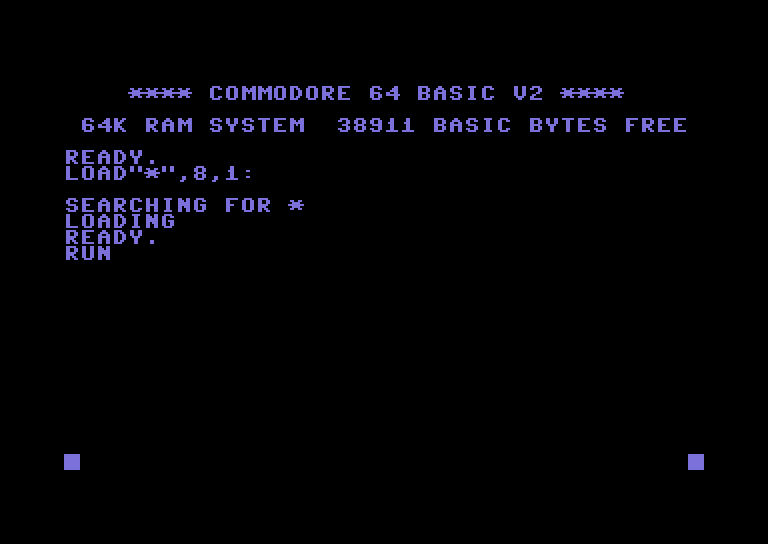 **** COMMODORE 64 BASIC V2 ****
64K RAM SYSTEM  38911 BASIC BYTES FREE
READY.
LOAD"*",8,1:
SEARCHING FOR *
LOADING
READY.
RUN